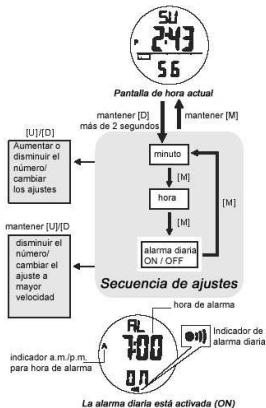 SU
P 2:43
56
Pantalla de hora actual
mantener [D]
más de 2 segundos
mantener [M]
[U]/[D]
Aumentar o
disminuir el
número/
cambiar
los ajustes
minuto
[M]
hora
[M]
[M]
mantener [U]/[D
disminuir el
número/
cambiar el
ajuste a
mayor
velocidad
alarma diaria
ON / OFF
Secuencia de ajustes
hora de alarma
AL
A 7:00
ON
Indicador de
alarma diaria
indicador a.m./p.m.
para hora de alarma
La alarma diaria está activada (ON)